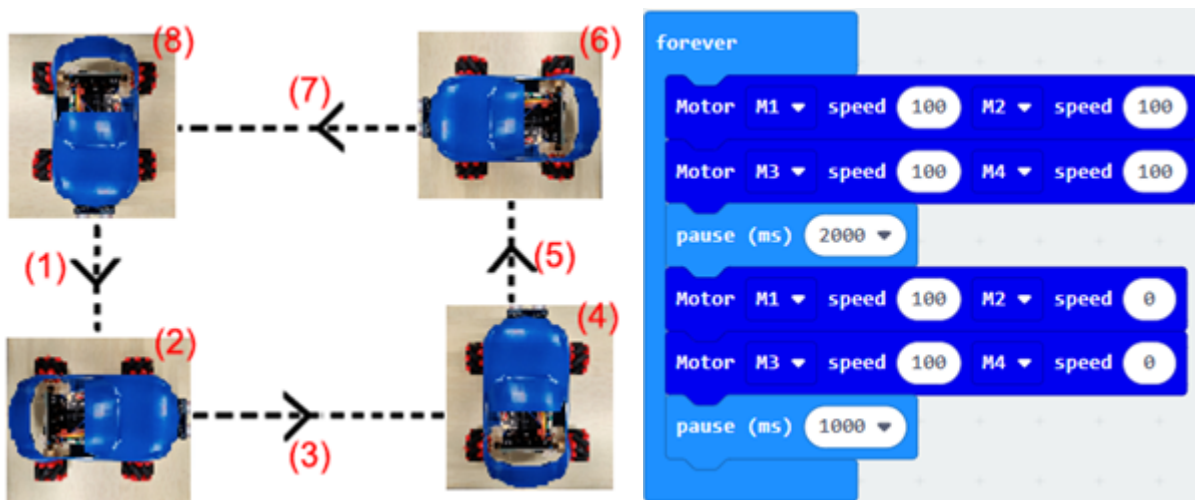 (8)
(6)
(7)
(1)
(5)
(2)
(4)
(3)
forever
Motor M1 speed 100 M2 speed 100
Motor M3 speed 100 M4 speed 100
pause (ms) 2000
Motor M1 speed 100 M2 speed 0
Motor M3 speed 100 M4 speed 0
pause (ms) 1000